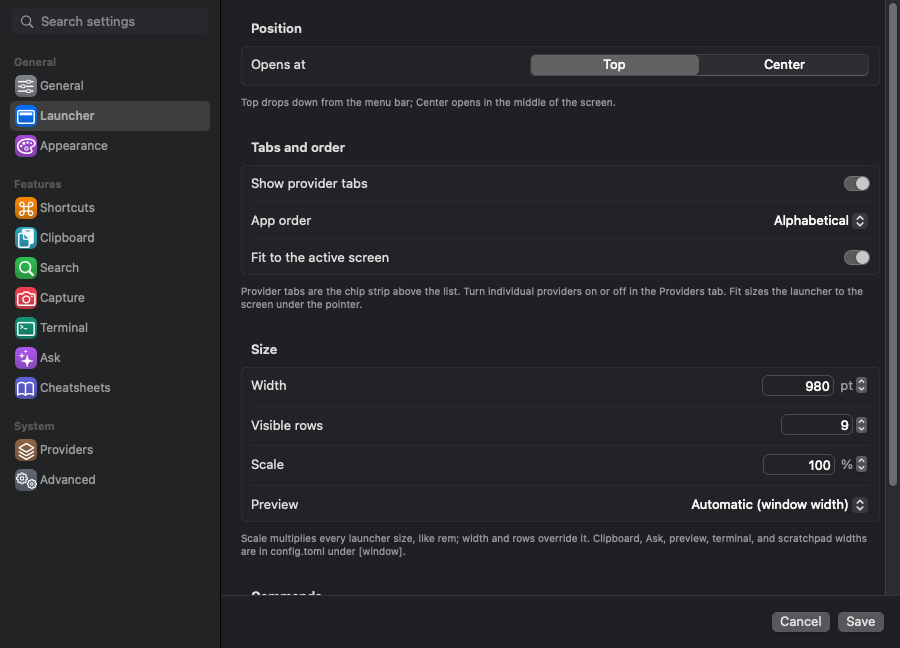 Search settings
General
General
Launcher
Appearance
Features
Shortcuts
Clipboard
Search
Capture
Terminal
Ask
Cheatsheets
System
Providers
Advanced
Position
Opens at
Top
Center
Top drops down from the menu bar; Center opens in the middle of the screen.
Tabs and order
Show provider tabs
App order
Alphabetical
Fit to the active screen
Provider tabs are the chip strip above the list. Turn individual providers on or off in the Providers tab. Fit sizes the launcher to the
screen under the pointer.
Size
Width
980 pt
Visible rows
9
Scale
100 %
Preview
Automatic (window width)
Scale multiplies every launcher size, like rem; width and rows override it. Clipboard, Ask, preview, terminal, and scratchpad widths
are in config.toml under [window].
Commands
Cancel
Save